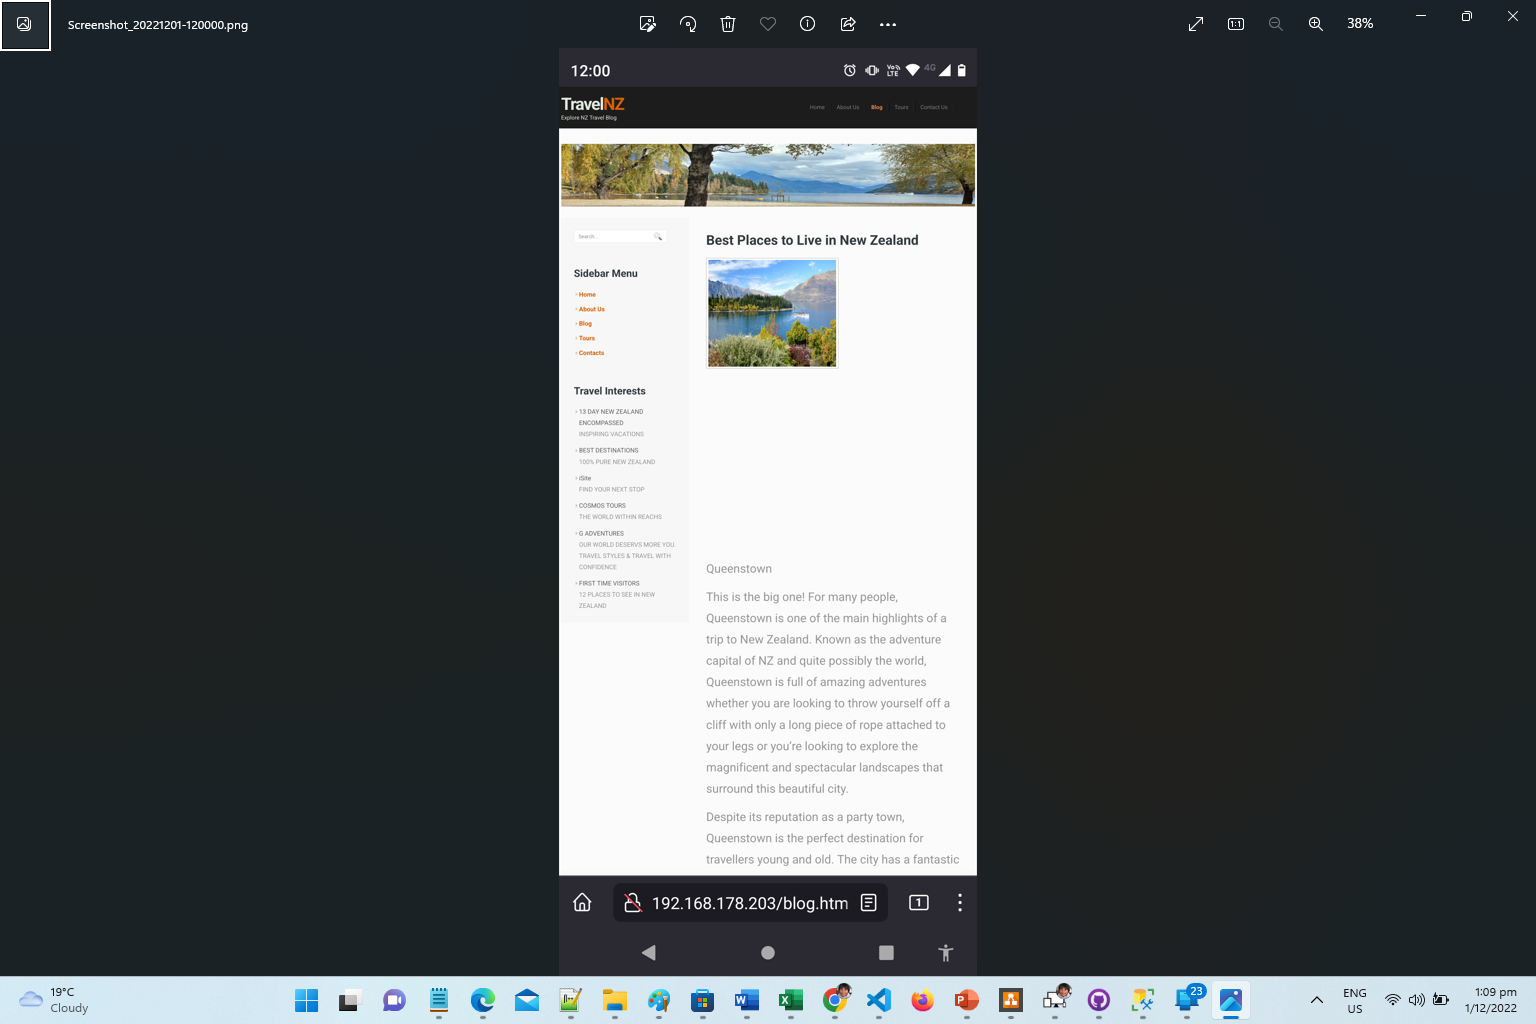 Screenshot_20221201-120000.png
38%
12:00
Vo LTE
4G
TravelNZ
Explore NZ Travel Blog
Home
About Us
Blog
Tours
Contact Us
Search...
Sidebar Menu
Home
About Us
Blog
Tours
Contacts
Travel Interests
13 DAY NEW ZEALAND
ENCOMPASSED
INSPIRING VACATIONS
BEST DESTINATIONS
100% PURE NEW ZEALAND
iSite
FIND YOUR NEXT STOP
COSMOS TOURS
THE WORLD WITHIN REACHS
G ADVENTURES
OUR WORLD DESERVS MORE YOU
TRAVEL STYLES & TRAVEL WITH
CONFIDENCE
FIRST TIME VISITORS
12 PLACES TO SEE IN NEW
ZEALAND
Best Places to Live in New Zealand
Queenstown
This is the big one! For many people,
Queenstown is one of the main highlights of a
trip to New Zealand. Known as the adventure
capital of NZ and quite possibly the world,
Queenstown is full of amazing adventures
whether you are looking to throw yourself off a
cliff with only a long piece of rope attached to
your legs or you’re looking to explore the
magnificent and spectacular landscapes that
surround this beautiful city.
Despite its reputation as a party town,
Queenstown is the perfect destination for
travellers young and old. The city has a fantastic
192.168.178.203/blog.htm
1
19°C
Cloudy
23
ENG
US
1:09 pm
1/12/2022